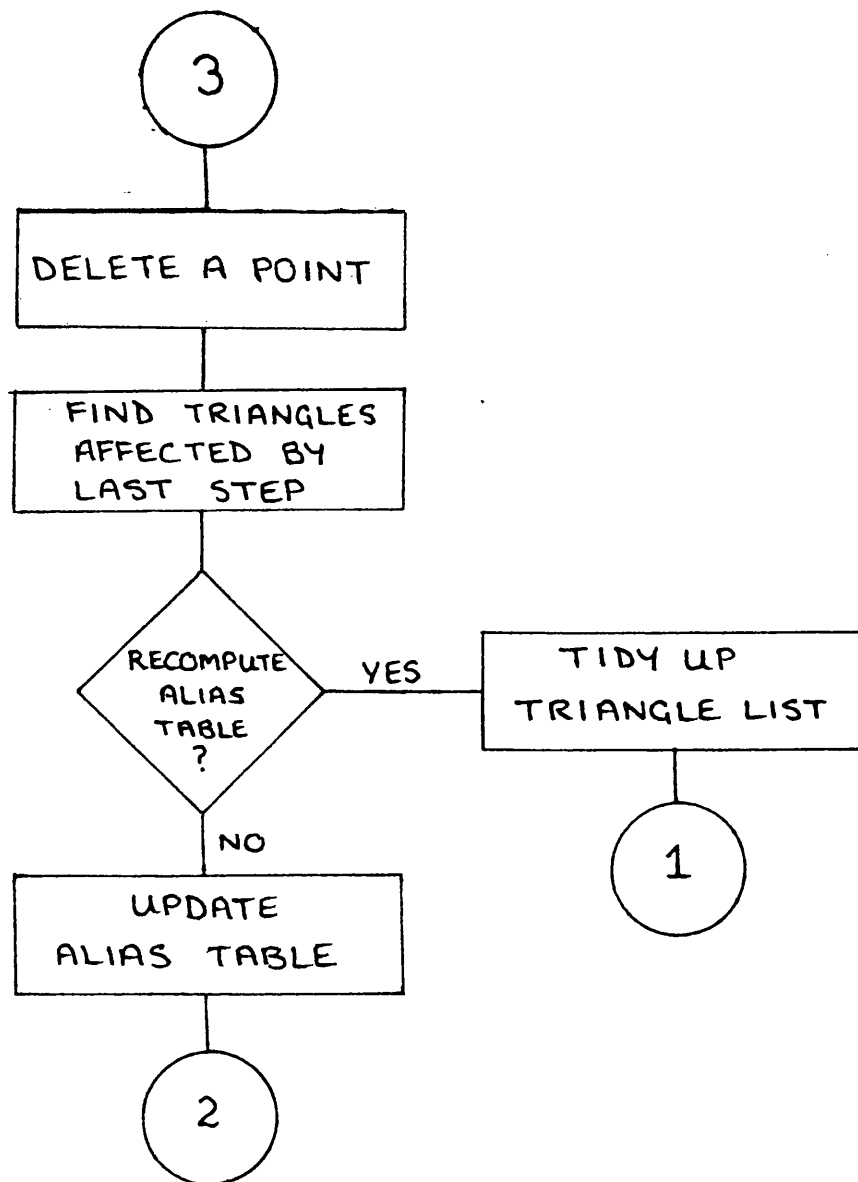 3
DELETE A POINT
FIND TRIANGLES
AFFECTED BY
LAST STEP
RECOMPUTE
ALIAS
TABLE
?
YES
TIDY UP
TRIANGLE LIST
1
NO
UPDATE
ALIAS TABLE
2